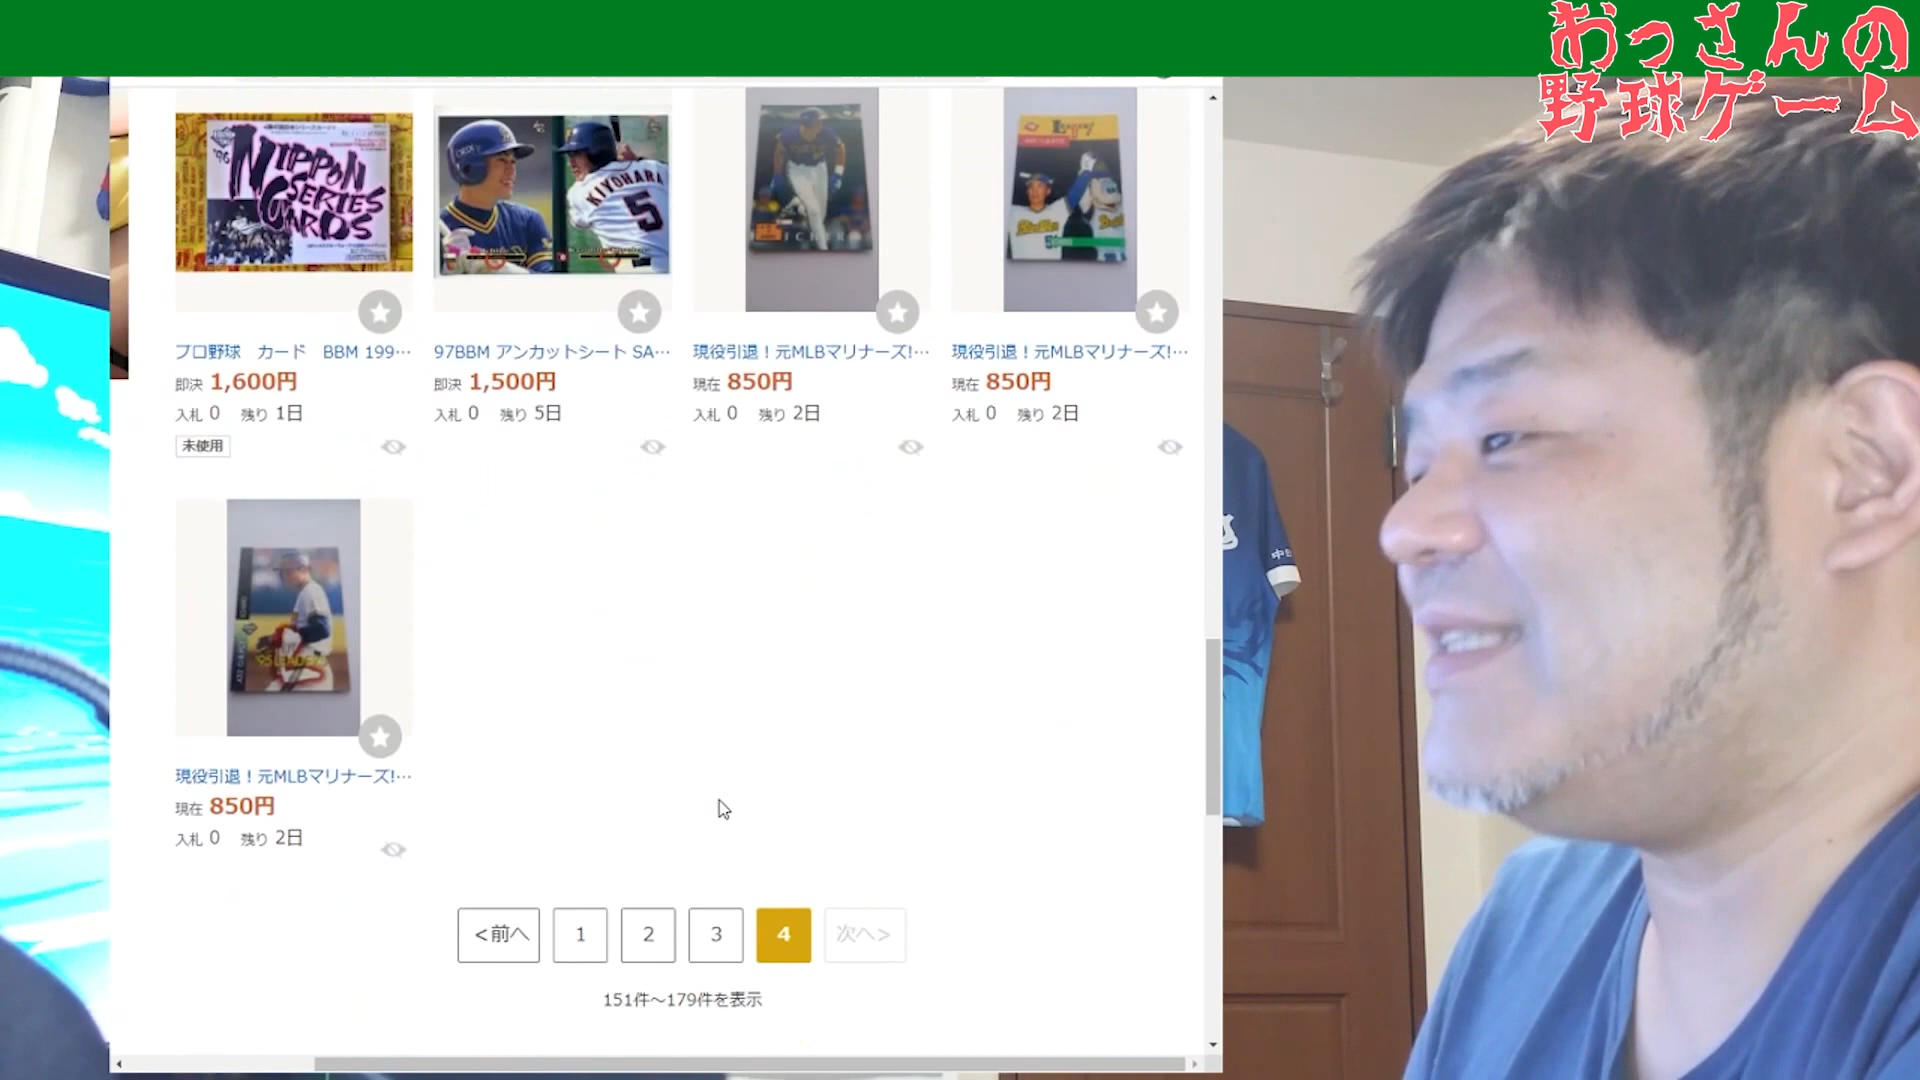 おっさんの
野球ゲーム
'96 NIPPON
SERIES
CARDS
KIYOHARA
5
プロ野球 カード BBM 199…
即決 1,600円
入札 0 残り 1日
未使用
97BBM アンカットシート SA…
即決 1,500円
入札 0 残り 5日
現役引退！元MLBマリナーズ!…
現在 850円
入札 0 残り 2日
現役引退！元MLBマリナーズ!…
現在 850円
入札 0 残り 2日
'95 LEADERS
現役引退！元MLBマリナーズ!…
現在 850円
入札 0 残り 2日
<前へ 1 2 3 4 次へ>
151件～179件を表示